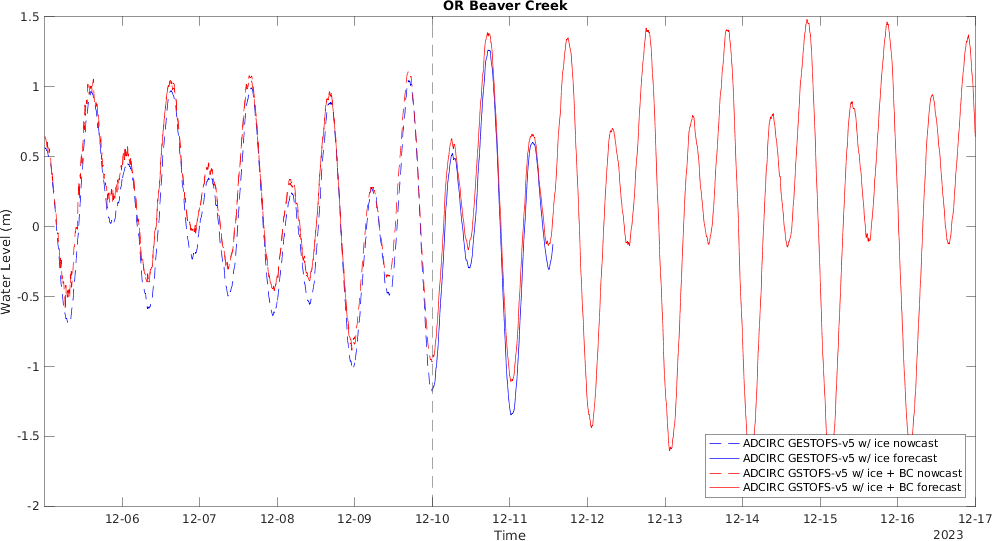 OR Beaver Creek
1.5
1
0.5
0
-0.5
-1
-1.5
-2
Water Level (m)
ADCIRC GESTOFS-v5 w/ ice nowcast
ADCIRC GESTOFS-v5 w/ ice forecast
ADCIRC GSTOFS-v5 w/ ice + BC nowcast
ADCIRC GSTOFS-v5 w/ ice + BC forecast
12-06 12-07 12-08 12-09 12-10 12-11 12-12 12-13 12-14 12-15 12-16 12-17
Time
2023